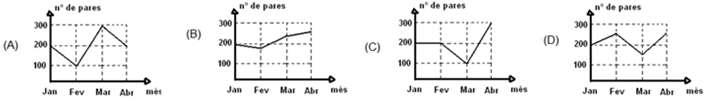 n° de pares
(A)
300
200
100
Jan Fev Mar Abr mês
n° de pares
(B)
300
200
100
Jan Fev Mar Abr mês
n° de pares
(C)
300
200
100
Jan Fev Mar Abr mês
n° de pares
(D)
300
200
100
Jan Fev Mar Abr mês